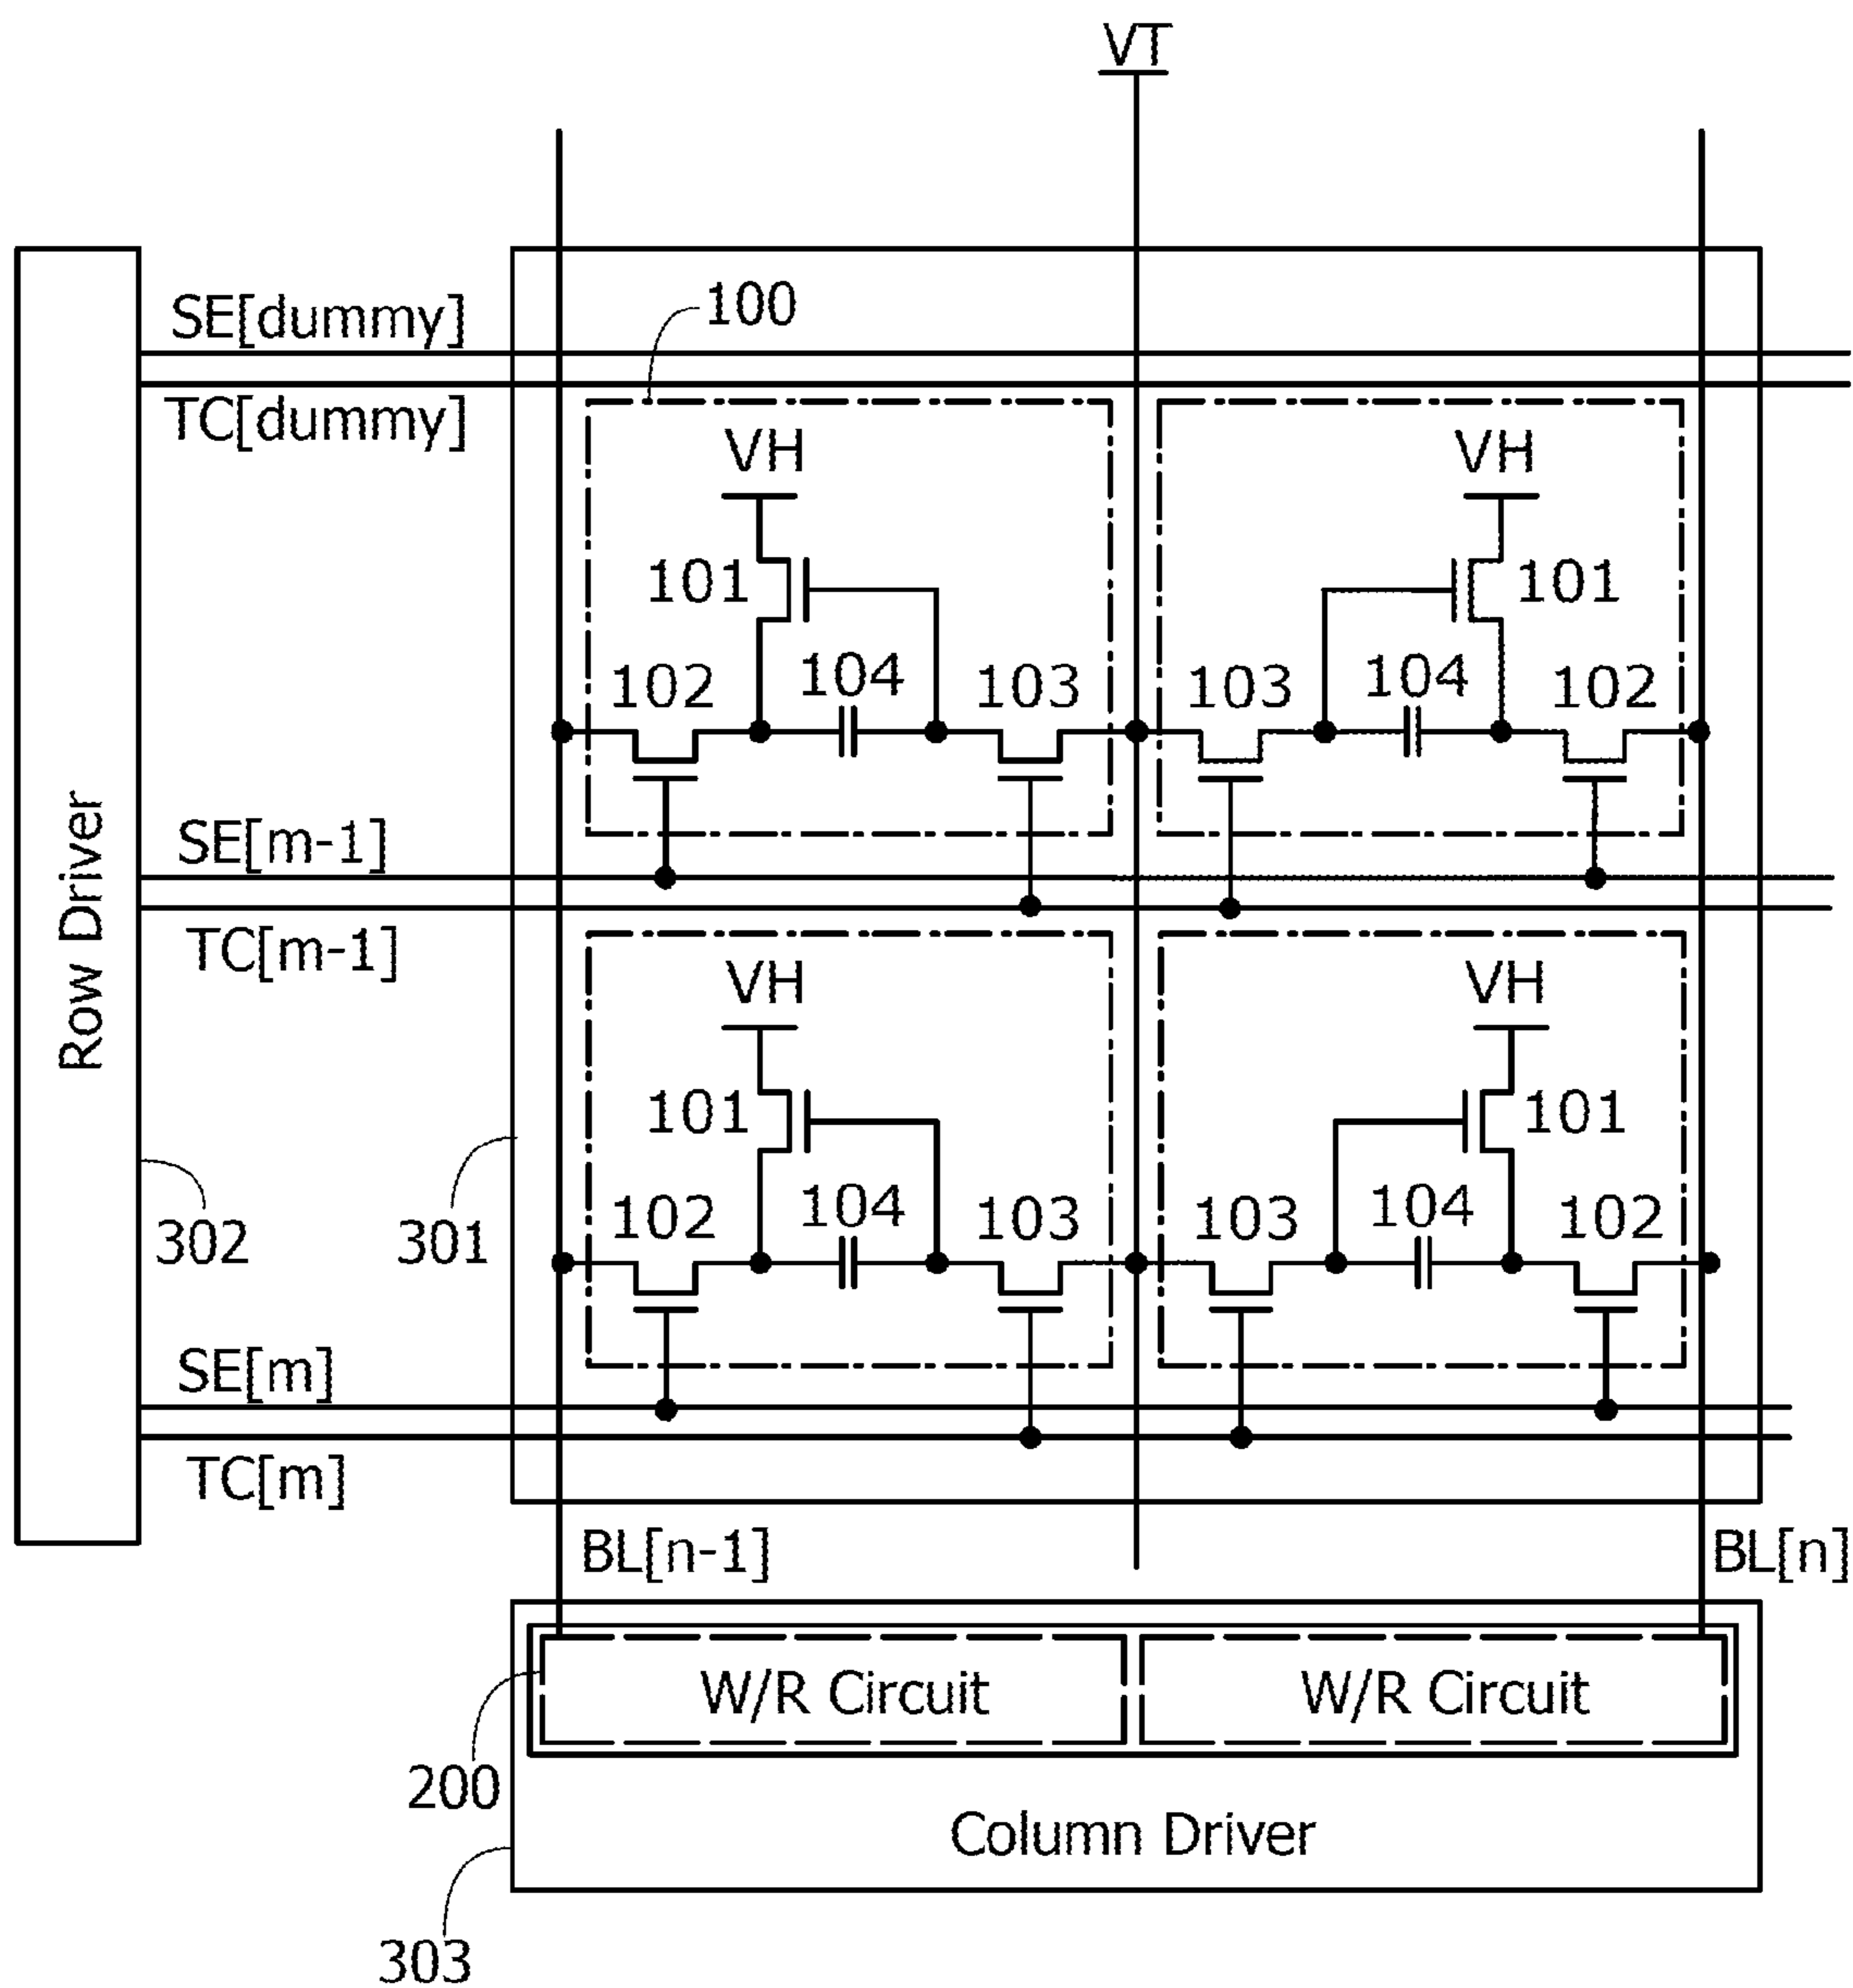 VT
SE[dummy]
100
TC[dummy]
VH
VH
101
101
102
104
103
103
104
102
SE[m-1]
TC[m-1]
VH
VH
Row Driver
101
101
102
104
103
103
104
102
302
301
SE[m]
TC[m]
BL[n-1]
BL[n]
W/R Circuit
W/R Circuit
200
Column Driver
303